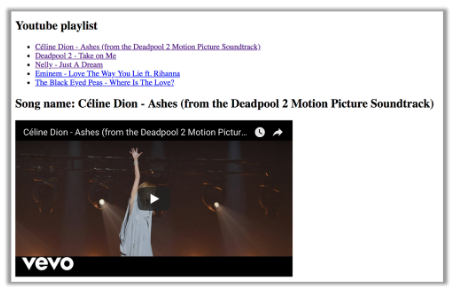 Youtube playlist
Céline Dion - Ashes (from the Deadpool 2 Motion Picture Soundtrack)
Deadpool 2 - Take on Me
Nelly - Just A Dream
Eminem - Love The Way You Lie ft. Rihanna
The Black Eyed Peas - Where Is The Love?
Song name: Céline Dion - Ashes (from the Deadpool 2 Motion Picture Soundtrack)
Céline Dion - Ashes (from the Deadpool 2 Motion Pictur...
vevo